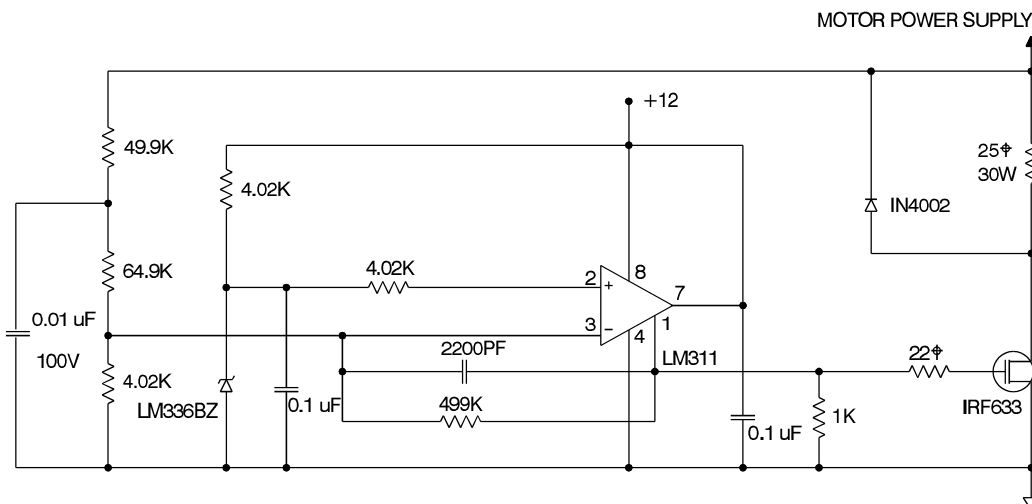 MOTOR POWER SUPPLY
+12
49.9K
4.02K
25⌽
30W
IN4002
64.9K
4.02K
2
+
8
7
3
−
4
1
0.01 uF
100V
2200PF
LM311
22⌽
4.02K
LM336BZ
0.1 uF
499K
0.1 uF
1K
IRF633